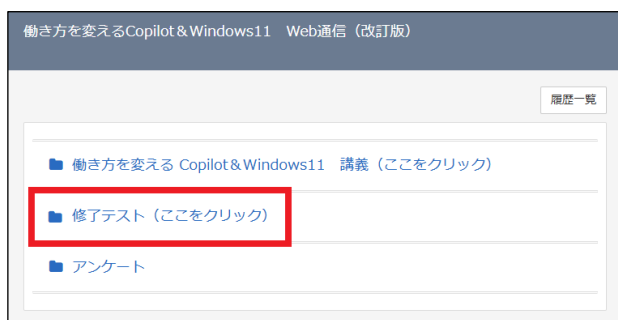 働き方を変えるCopilot＆Windows11　Web通信（改訂版）
履歴一覧
働き方を変える Copilot＆Windows11　講義（ここをクリック）
修了テスト（ここをクリック）
アンケート